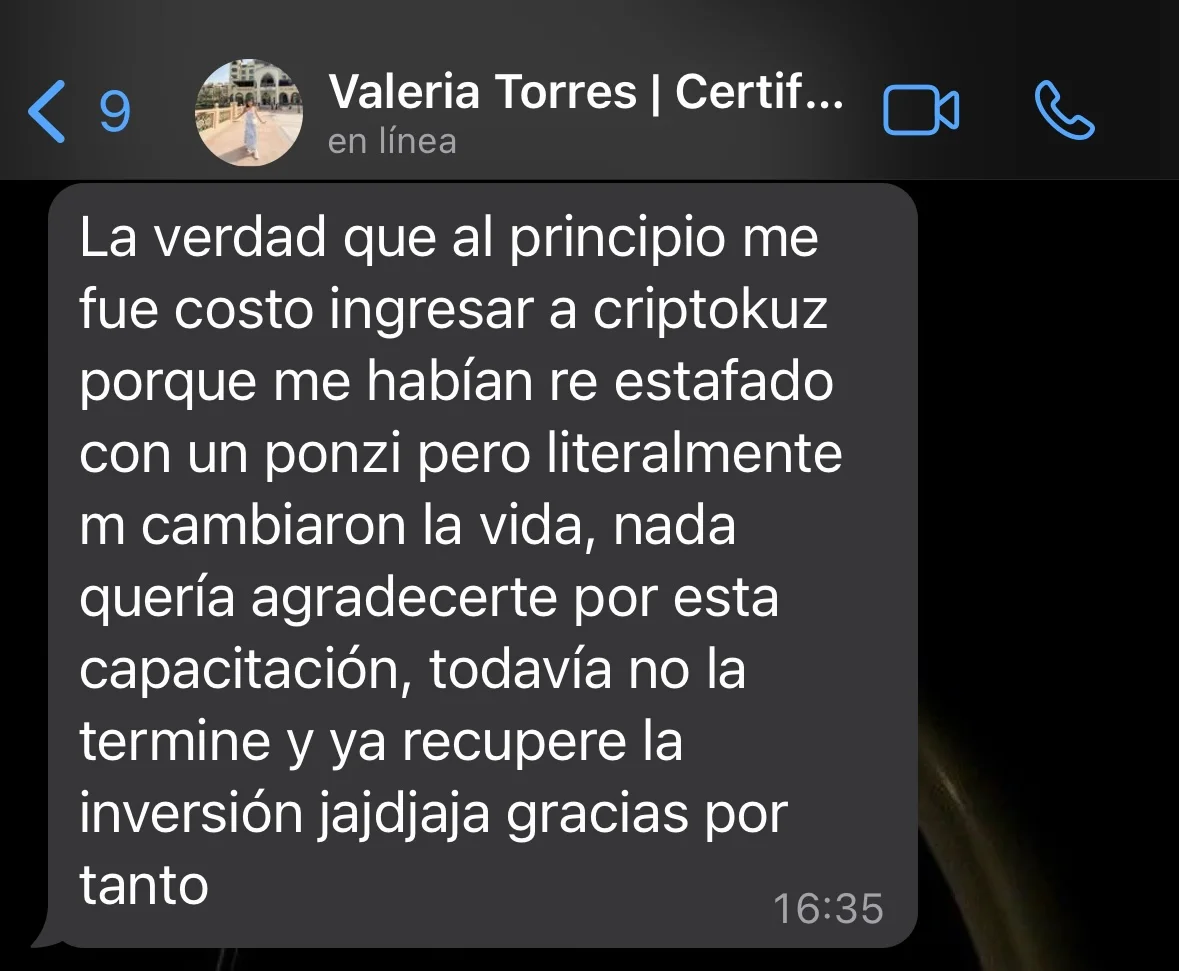 9
Valeria Torres | Certif...
en línea
La verdad que al principio me
fue costo ingresar a criptokuz
porque me habían re estafado
con un ponzi pero literalmente
m cambiaron la vida, nada
quería agradecerte por esta
capacitación, todavía no la
termine y ya recupere la
inversión jajdjaja gracias por
tanto
16:35